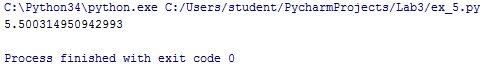 C:\Python34\python.exe C:/Users/student/PycharmProjects/Lab3/ex_5.py
5.500314950942993
Process finished with exit code 0